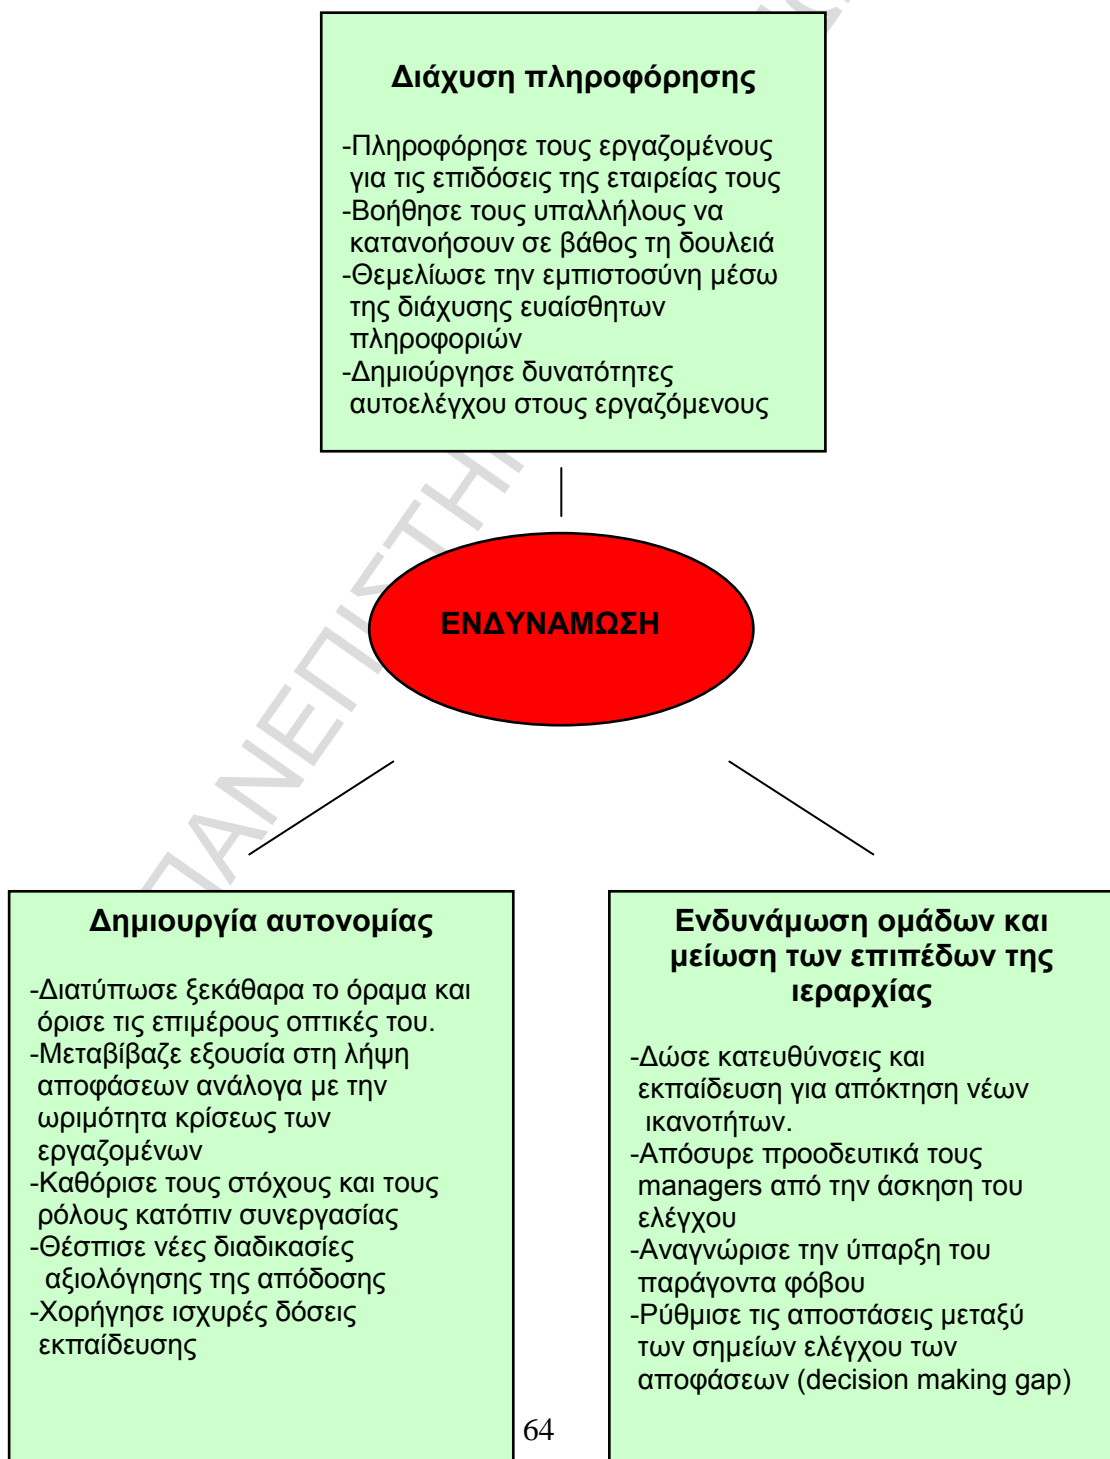 Διάχυση πληροφόρησης
-Πληροφόρησε τους εργαζομένους
για τις επιδόσεις της εταιρείας τους
-Βοήθησε τους υπαλλήλους να
κατανοήσουν σε βάθος τη δουλειά
-Θεμελίωσε την εμπιστοσύνη μέσω
της διάχυσης ευαίσθητων
πληροφοριών
-Δημιούργησε δυνατότητες
αυτοελέγχου στους εργαζόμενους
ΕΝΔΥΝΑΜΩΣΗ
Δημιουργία αυτονομίας
-Διατύπωσε ξεκάθαρα το όραμα και
όρισε τις επιμέρους οπτικές του.
-Μεταβίβαζε εξουσία στη λήψη
αποφάσεων ανάλογα με την
ωριμότητα κρίσεως των
εργαζομένων
-Καθόρισε τους στόχους και τους
ρόλους κατόπιν συνεργασίας
-Θέσπισε νέες διαδικασίες
αξιολόγησης της απόδοσης
-Χορήγησε ισχυρές δόσεις
εκπαίδευσης
Ενδυνάμωση ομάδων και
μείωση των επιπέδων της
ιεραρχίας
-Δώσε κατευθύνσεις και
εκπαίδευση για απόκτηση νέων
ικανοτήτων.
-Απόσυρε προοδευτικά τους
managers από την άσκηση του
ελέγχου
-Αναγνώρισε την ύπαρξη του
παράγοντα φόβου
-Ρύθμισε τις αποστάσεις μεταξύ
των σημείων ελέγχου των
αποφάσεων (decision making gap)
64